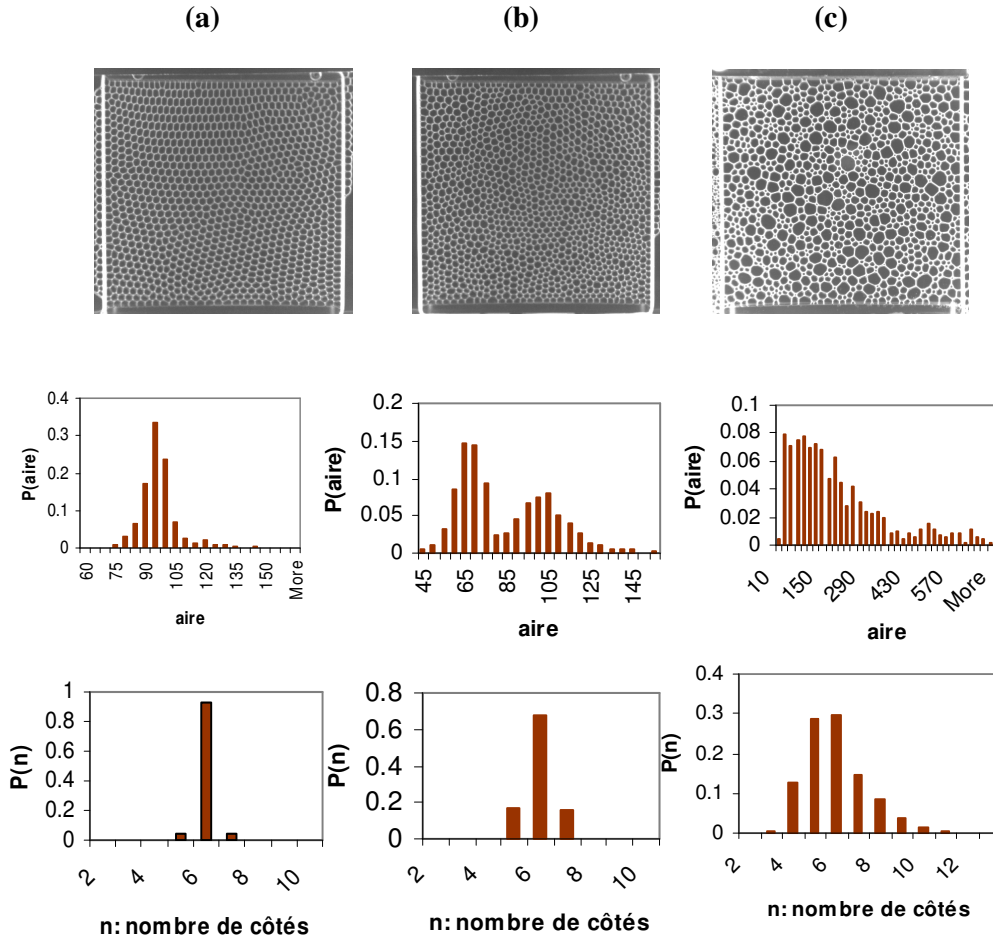 (a) (b) (c)
0.4
0.3
0.2
0.1
0
P(aire)
60 75 90 105 120 135 150 More
aire
0.2
0.15
0.1
0.05
0
P(aire)
45 65 85 105 125 145
aire
0.1
0.08
0.06
0.04
0.02
0
P(aire)
10 150 290 430 570 More
aire
1
0.8
0.6
0.4
0.2
0
P(n)
2 4 6 8 10
n: nombre de côtés
0.8
0.6
0.4
0.2
0
P(n)
2 4 6 8 10
n: nombre de côtés
0.4
0.3
0.2
0.1
0
P(n)
2 4 6 8 10 12
n: nombre de côtés